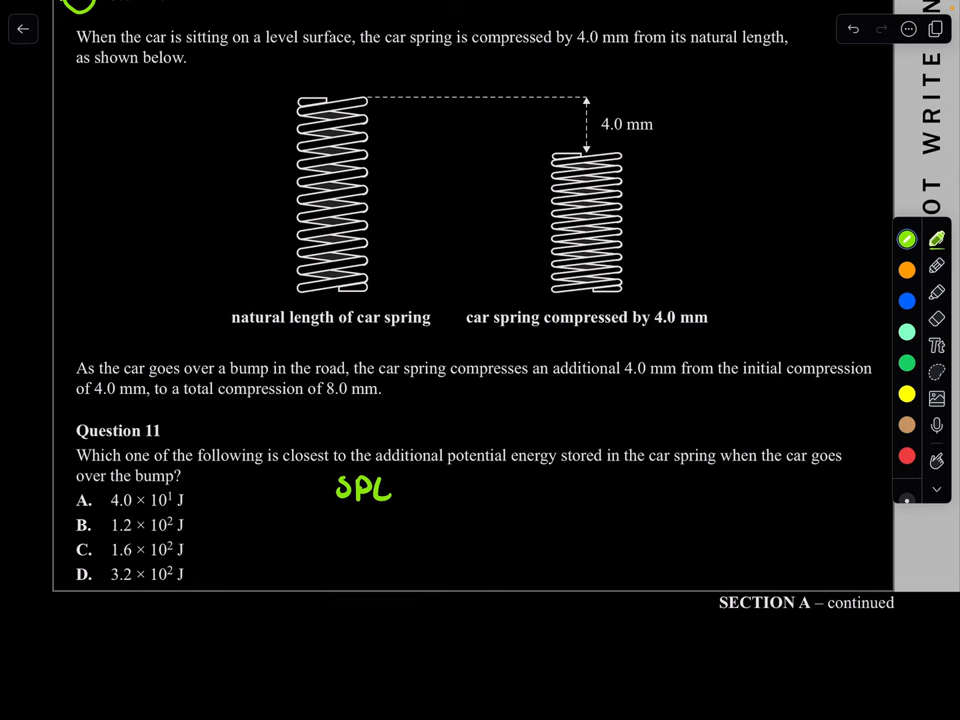 When the car is sitting on a level surface, the car spring is compressed by 4.0 mm from its natural length,
as shown below.
4.0 mm
natural length of car spring
car spring compressed by 4.0 mm
As the car goes over a bump in the road, the car spring compresses an additional 4.0 mm from the initial compression
of 4.0 mm, to a total compression of 8.0 mm.
Question 11
Which one of the following is closest to the additional potential energy stored in the car spring when the car goes
over the bump?
A. 4.0 × 10¹ J
B. 1.2 × 10² J
C. 1.6 × 10² J
D. 3.2 × 10² J
SPL
SECTION A – continued
WRITE
Tt